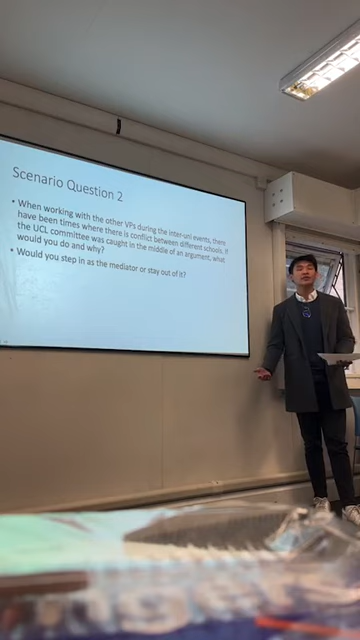 Scenario Question 2
• When working with the other VPs during the inter-uni events, there
have been times where there is conflict between different schools. If
the UCL committee was caught in the middle of an argument, what
would you do and why?
• Would you step in as the mediator or stay out of it?